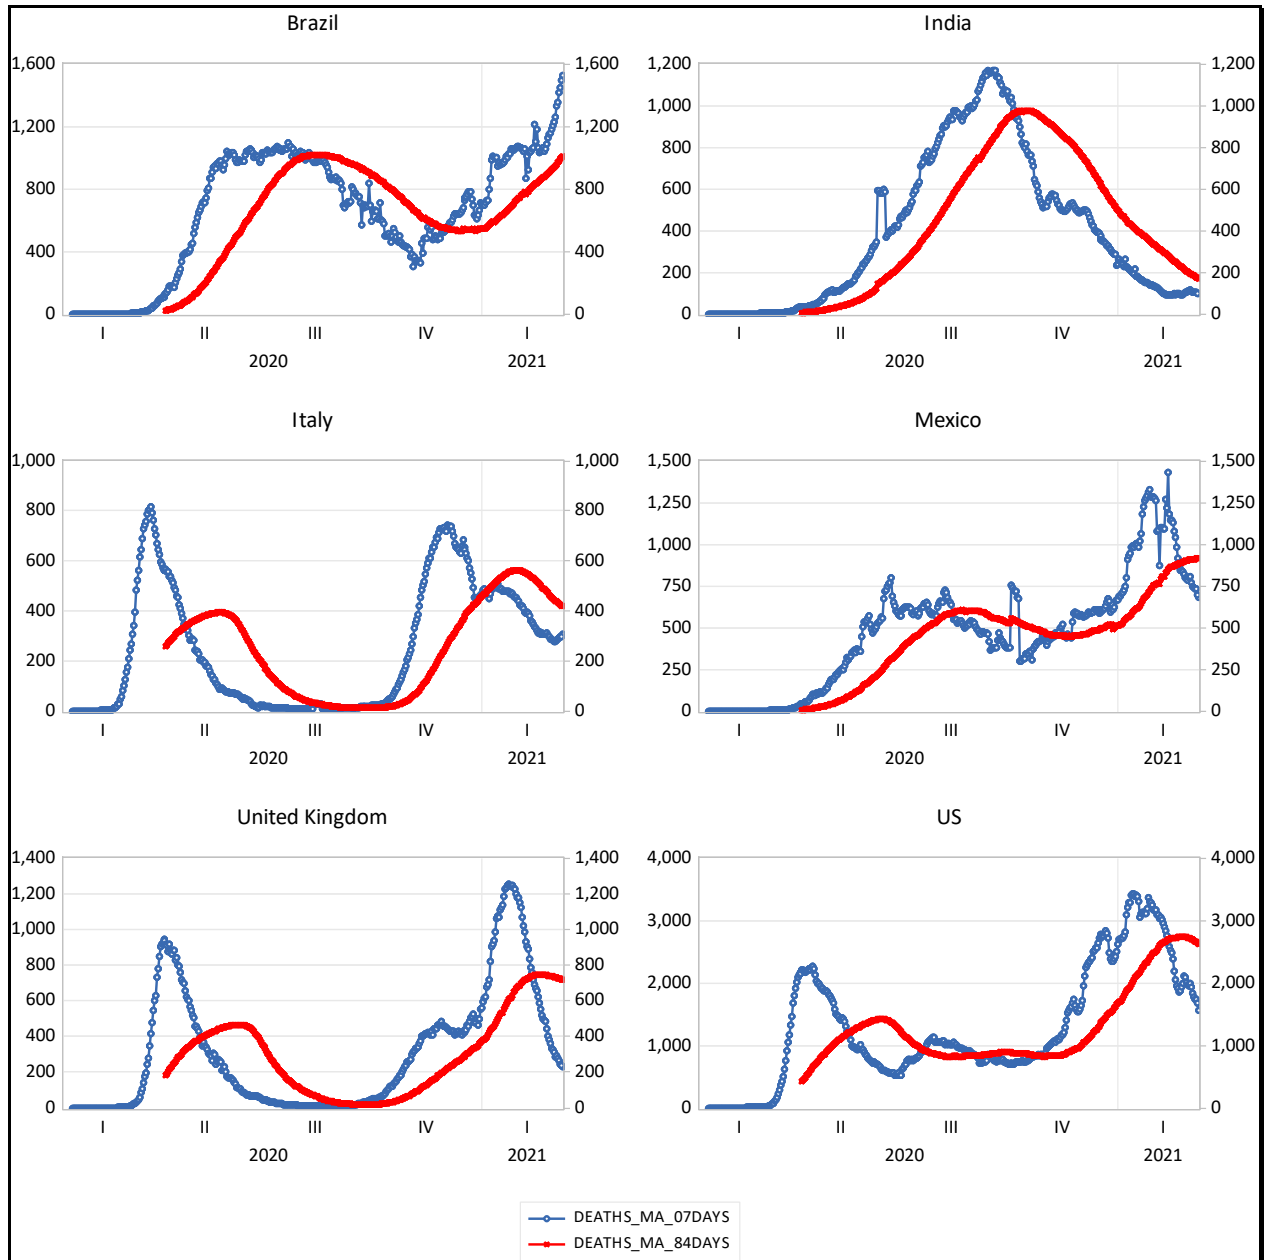 Brazil
India
1,600 1,600 1,200 1,200
1,200 1,200 1,000 1,000
800 800 800 800
600 600
400 400 400 400
200 200
0 0 0 0
I II III IV I I II III IV I
2020 2021 2020 2021
Italy
Mexico
1,000 1,000 1,500 1,500
800 800 1,250 1,250
600 600 1,000 1,000
750 750
400 400 500 500
200 200 250 250
0 0 0 0
I II III IV I I II III IV I
2020 2021 2020 2021
United Kingdom
US
1,400 1,400 4,000 4,000
1,200 1,200
1,000 1,000 3,000 3,000
800 800
600 600 2,000 2,000
400 400 1,000 1,000
200 200
0 0 0 0
I II III IV I I II III IV I
2020 2021 2020 2021
DEATHS_MA_07DAYS
DEATHS_MA_84DAYS